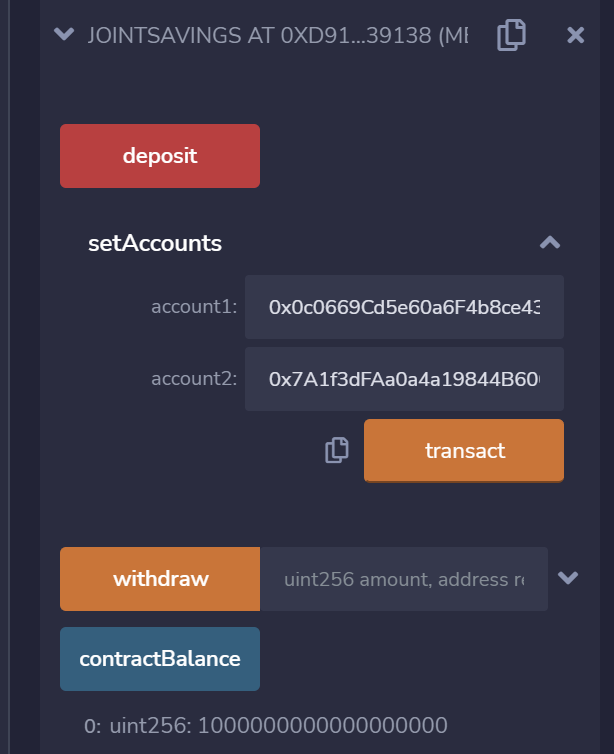 JOINTSAVINGS AT 0XD91...39138 (ME
deposit
setAccounts
account1: 0x0c0669Cd5e60a6F4b8ce43
account2: 0x7A1f3dFAa0a4a19844B60
transact
withdraw uint256 amount, address re
contractBalance
0: uint256: 1000000000000000000